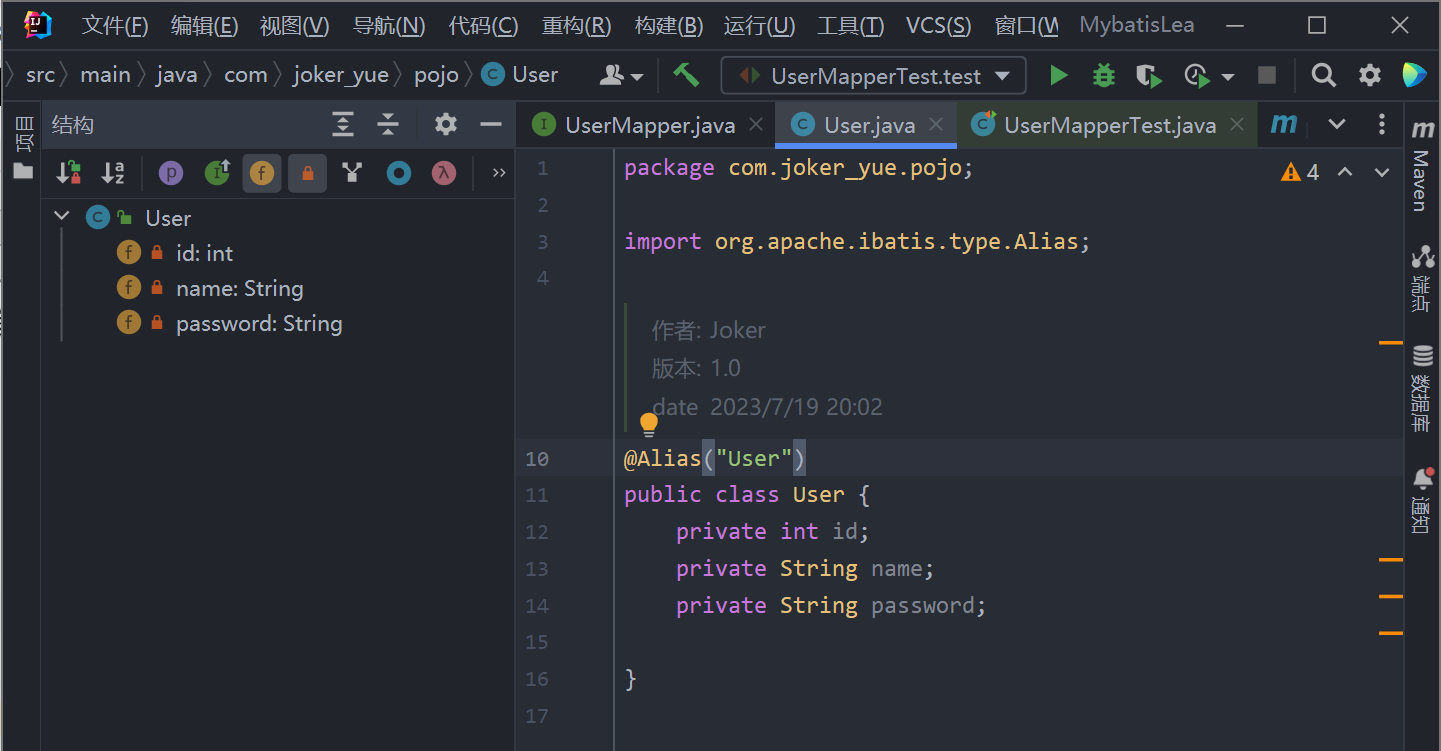 文件(F) 编辑(E) 视图(V) 导航(N) 代码(C) 重构(R) 构建(B) 运行(U) 工具(T) VCS(S) 窗口(W MybatisLea
src main java com joker_yue pojo C User UserMapperTest.test
项目
结构
I UserMapper.java C User.java C UserMapperTest.java m
C User
f id: int
f name: String
f password: String
1 package com.joker_yue.pojo;
4
2
3 import org.apache.ibatis.type.Alias;
4
作者: Joker
版本: 1.0
date 2023/7/19 20:02
10 @Alias("User")
11 public class User {
12 private int id;
13 private String name;
14 private String password;
15
16 }
17
m Maven
端点
数据库
通知